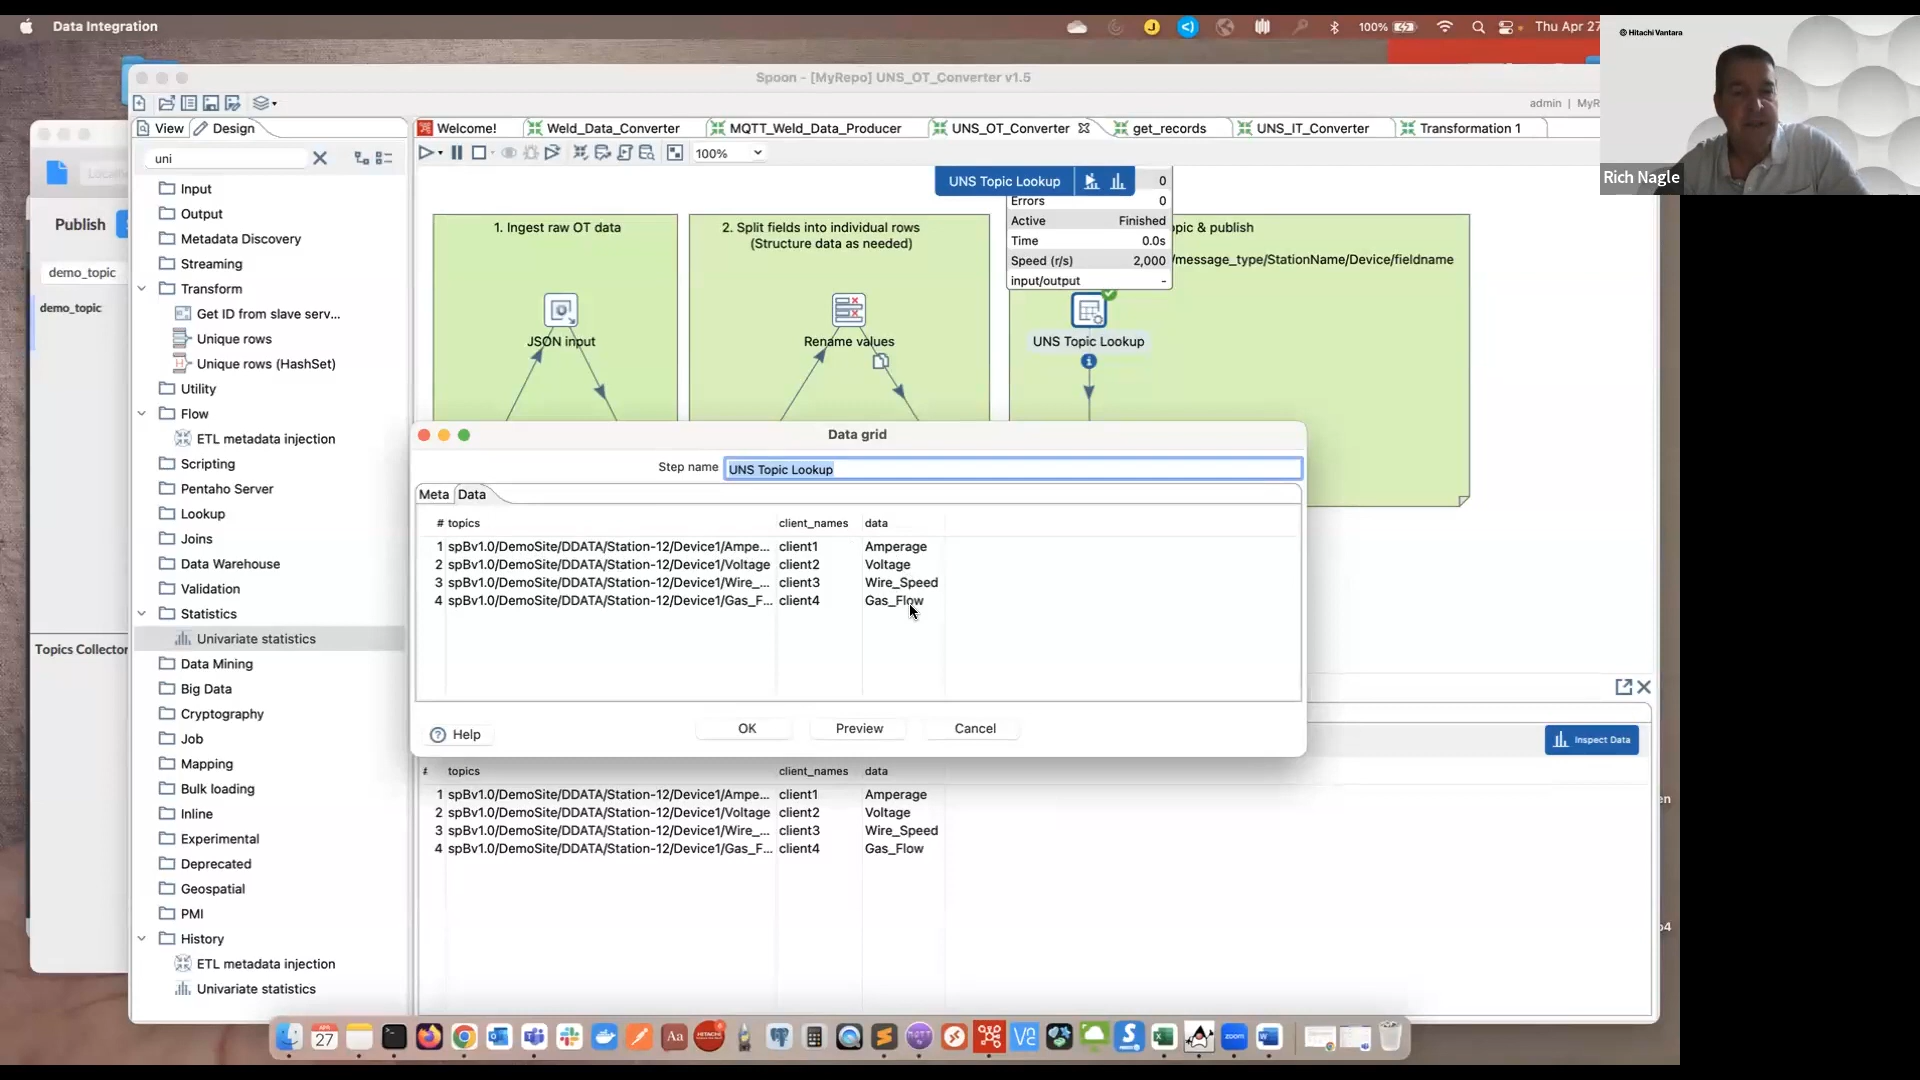 Data Integration
100%
Thu Apr 27
Hitachi Vantara
Rich Nagle
Spoon - [MyRepo] UNS_OT_Converter v1.5
admin
View
Design
Welcome!
Weld_Data_Converter
MQTT_Weld_Data_Producer
UNS_OT_Converter
get_records
UNS_IT_Converter
Transformation 1
uni
100%
Publish
demo_topic
demo_topic
Topics Collector
Input
Output
Metadata Discovery
Streaming
Transform
Get ID from slave serv...
Unique rows
Unique rows (HashSet)
Utility
Flow
ETL metadata injection
Scripting
Pentaho Server
Lookup
Joins
Data Warehouse
Validation
Statistics
Univariate statistics
Data Mining
Big Data
Cryptography
Job
Mapping
Bulk loading
Inline
Experimental
Deprecated
Geospatial
PMI
History
ETL metadata injection
Univariate statistics
1. Ingest raw OT data
JSON input
2. Split fields into individual rows
(Structure data as needed)
Rename values
UNS Topic Lookup
0
Errors 0
Active Finished
Time 0.0s
Speed (r/s) 2,000
input/output -
& publish
/message_type/StationName/Device/fieldname
UNS Topic Lookup
Data grid
Step name UNS Topic Lookup
Meta Data
# topics client_names data
1 spBv1.0/DemoSite/DDATA/Station-12/Device1/Ampe... client1 Amperage
2 spBv1.0/DemoSite/DDATA/Station-12/Device1/Voltage client2 Voltage
3 spBv1.0/DemoSite/DDATA/Station-12/Device1/Wire_... client3 Wire_Speed
4 spBv1.0/DemoSite/DDATA/Station-12/Device1/Gas_F... client4 Gas_Flow
Help
OK
Preview
Cancel
Inspect Data
# topics client_names data
1 spBv1.0/DemoSite/DDATA/Station-12/Device1/Ampe... client1 Amperage
2 spBv1.0/DemoSite/DDATA/Station-12/Device1/Voltage client2 Voltage
3 spBv1.0/DemoSite/DDATA/Station-12/Device1/Wire_... client3 Wire_Speed
4 spBv1.0/DemoSite/DDATA/Station-12/Device1/Gas_F... client4 Gas_Flow
APR
27
Aa
zoom